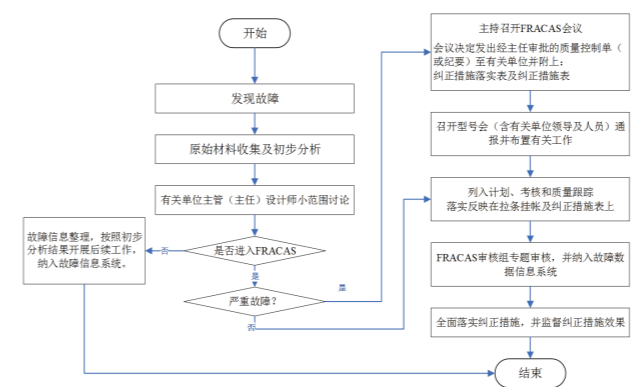 开始
发现故障
原始材料收集及初步分析
有关单位主管（主任）设计师小范围讨论
是否进入FRACAS
否
故障信息整理，按照初步
分析结果开展后续工作，
纳入故障信息系统。
是
严重故障？
是
否
主持召开FRACAS会议
会议决定发出经主任审批的质量控制单（
或纪要）至有关单位并附上：
纠正措施落实表及纠正措施表
召开型号会（含有关单位领导及人员）通
报并布置有关工作
列入计划、考核和质量跟踪
落实反映在拉条挂帐及纠正措施表上
FRACAS审核组专题审核，并纳入故障数
据信息系统
全面落实纠正措施，并监督纠正措施效果
结束